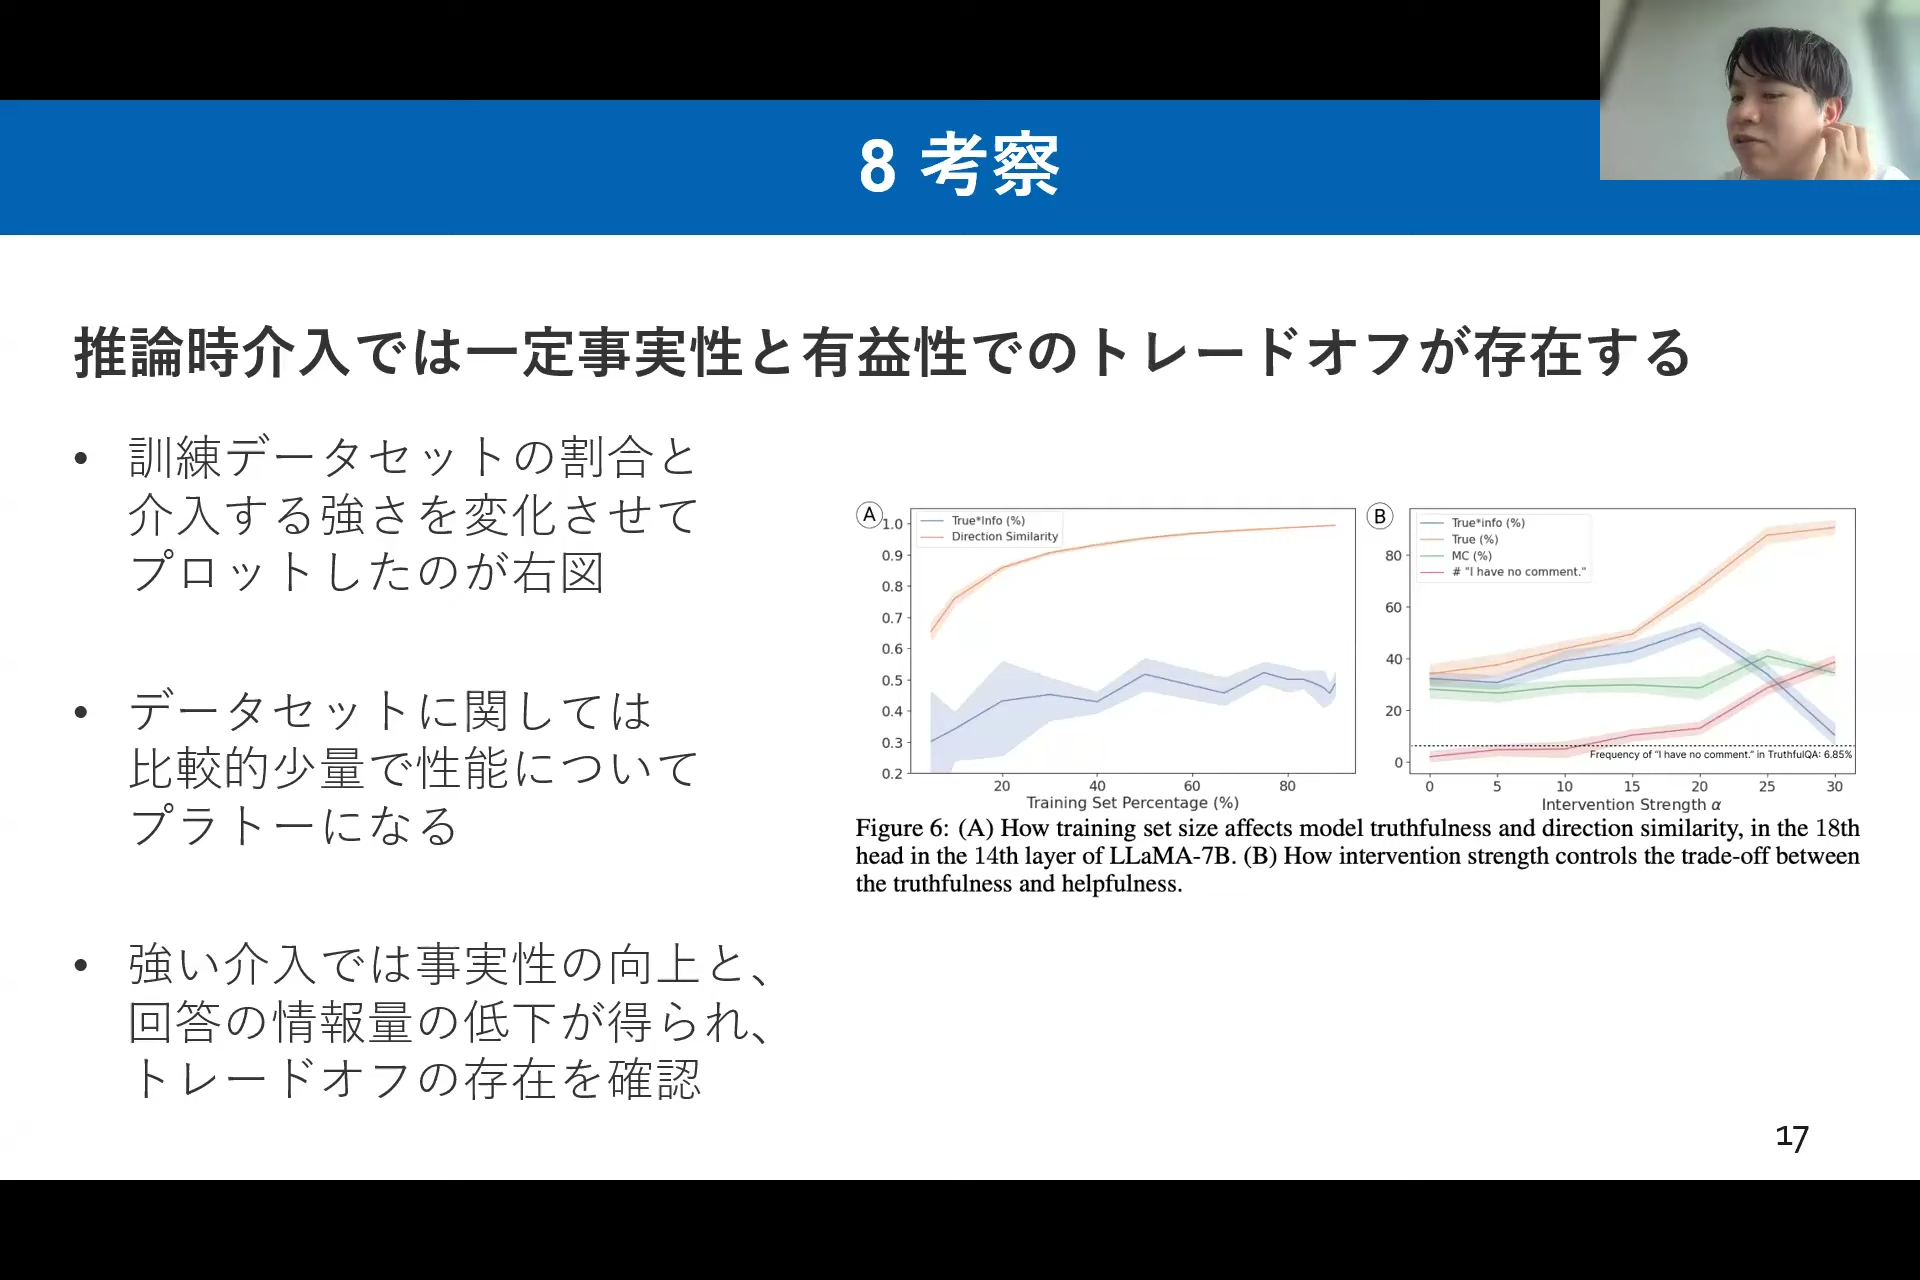 8 考察
推論時介入では一定事実性と有益性でのトレードオフが存在する
• 訓練データセットの割合と
介入する強さを変化させて
プロットしたのが右図
• データセットに関しては
比較的少量で性能について
プラトーになる
• 強い介入では事実性の向上と、
回答の情報量の低下が得られ、
トレードオフの存在を確認
A
True*Info (%)
Direction Similarity
1.0
0.9
0.8
0.7
0.6
0.5
0.4
0.3
0.2
20 40 60 80
Training Set Percentage (%)
B
True*info (%)
True (%)
MC (%)
# "I have no comment."
80
60
40
20
0
Frequency of "I have no comment." in TruthfulQA: 6.85%
0 5 10 15 20 25 30
Intervention Strength α
Figure 6: (A) How training set size affects model truthfulness and direction similarity, in the 18th
head in the 14th layer of LLaMA-7B. (B) How intervention strength controls the trade-off between
the truthfulness and helpfulness.
17